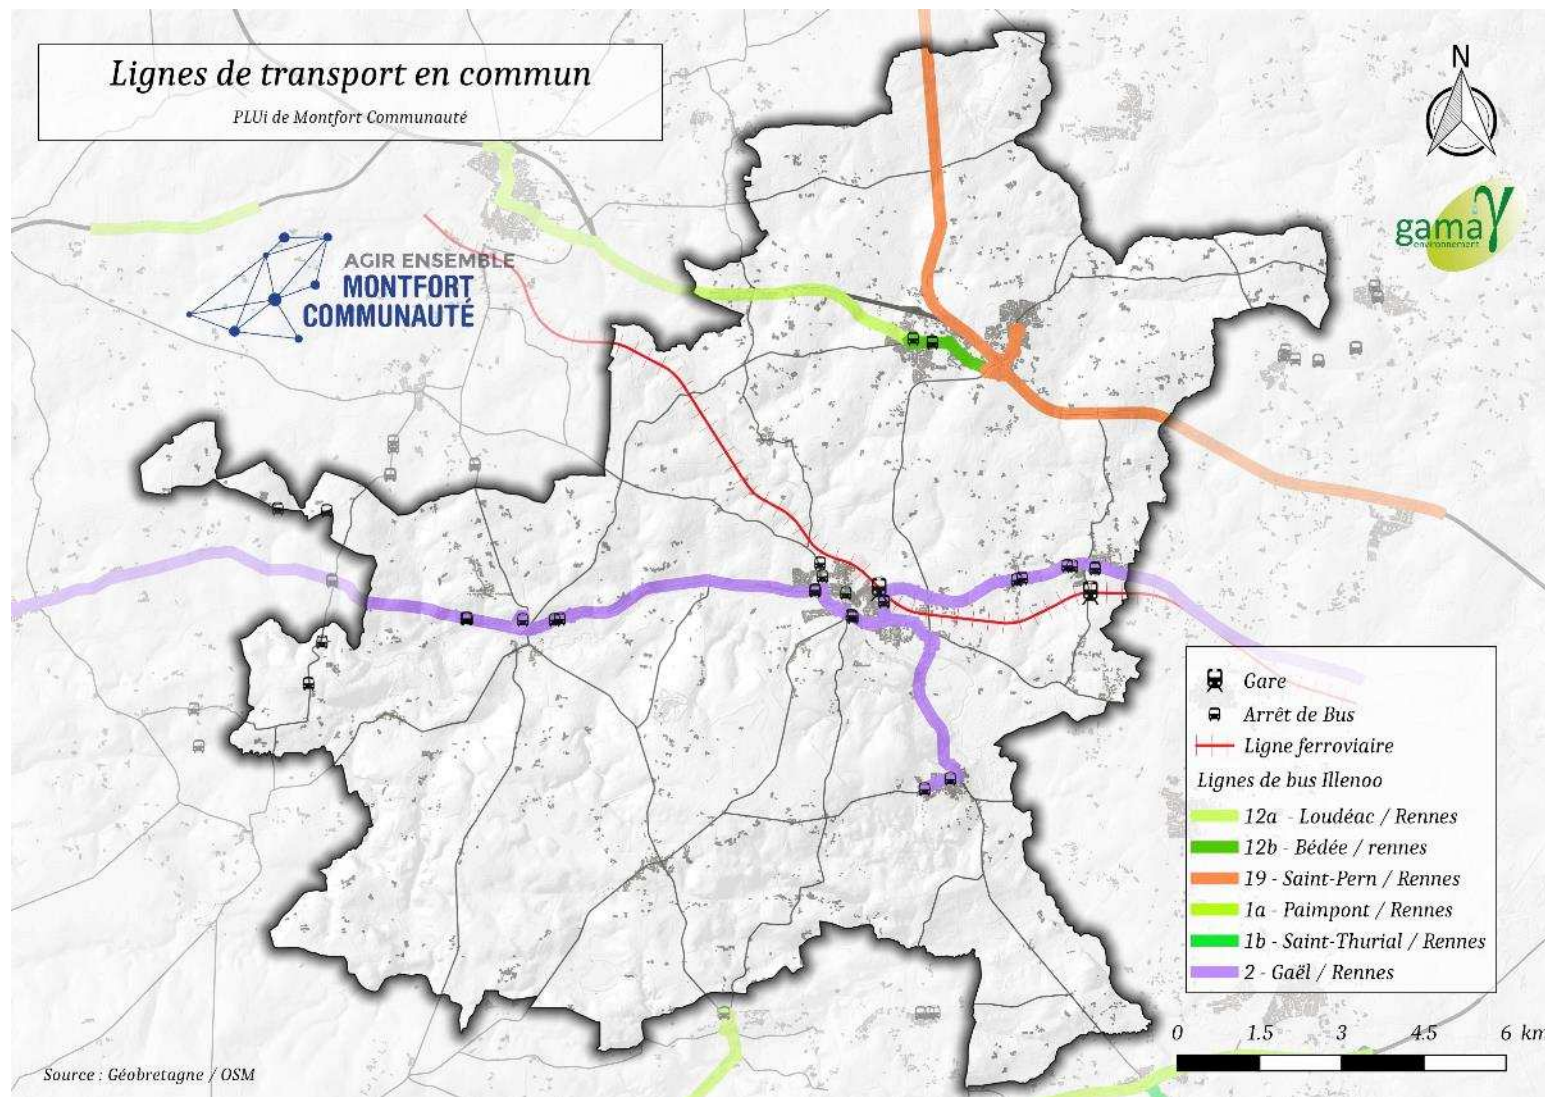 Lignes de transport en commun
PLUi de Montfort Communauté
N
gama
environnement
AGIR ENSEMBLE
MONTFORT
COMMUNAUTÉ
Gare
Arrêt de Bus
Ligne ferroviaire
Lignes de bus Illenoo
12a - Loudéac / Rennes
12b - Bédée / rennes
19 - Saint-Pern / Rennes
1a - Paimpont / Rennes
1b - Saint-Thurial / Rennes
2 - Gaël / Rennes
0 1.5 3 4.5 6 km
Source : Géobretagne / OSM